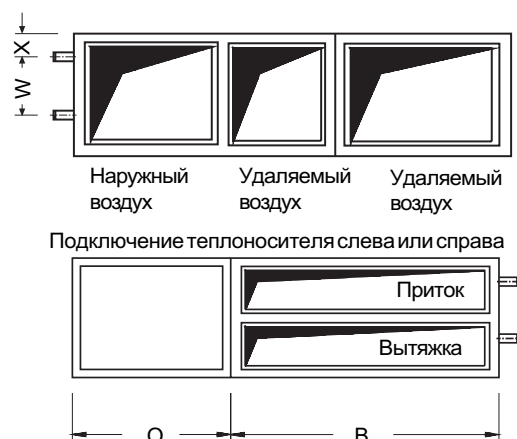 X
W
Наружный воздух
Удаляемый воздух
Удаляемый воздух
Подключение теплоносителя слева или справа
Приток
Вытяжка
O B